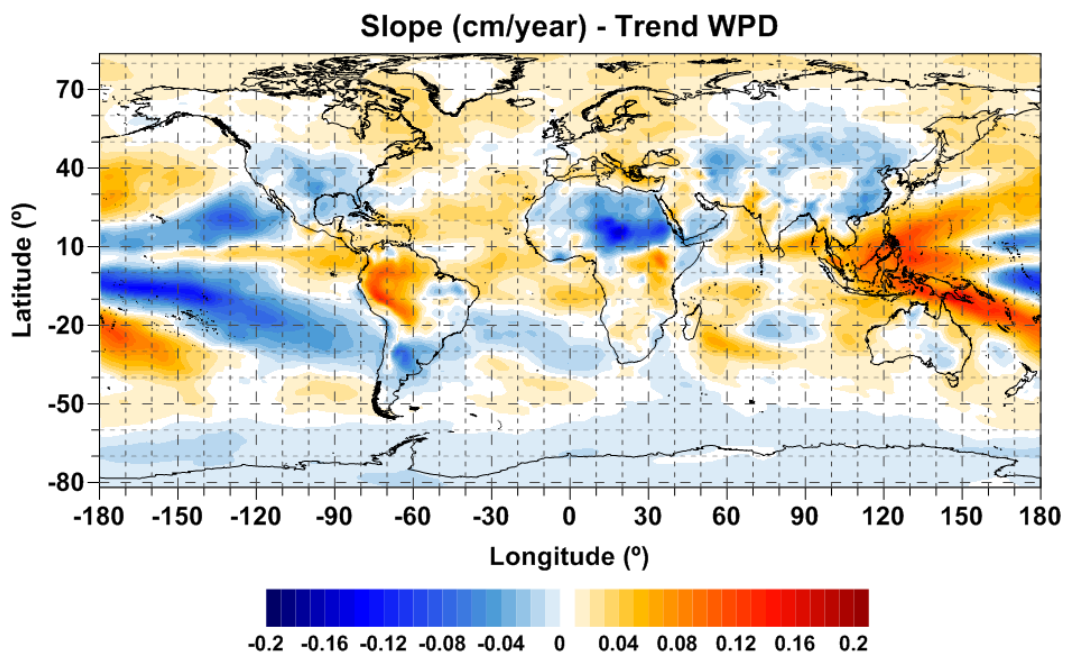 Slope (cm/year) - Trend WPD
Latitude (º)
70
40
10
-20
-50
-80
-180 -150 -120 -90 -60 -30 0 30 60 90 120 150 180
Longitude (º)
-0.2 -0.16 -0.12 -0.08 -0.04 0 0.04 0.08 0.12 0.16 0.2